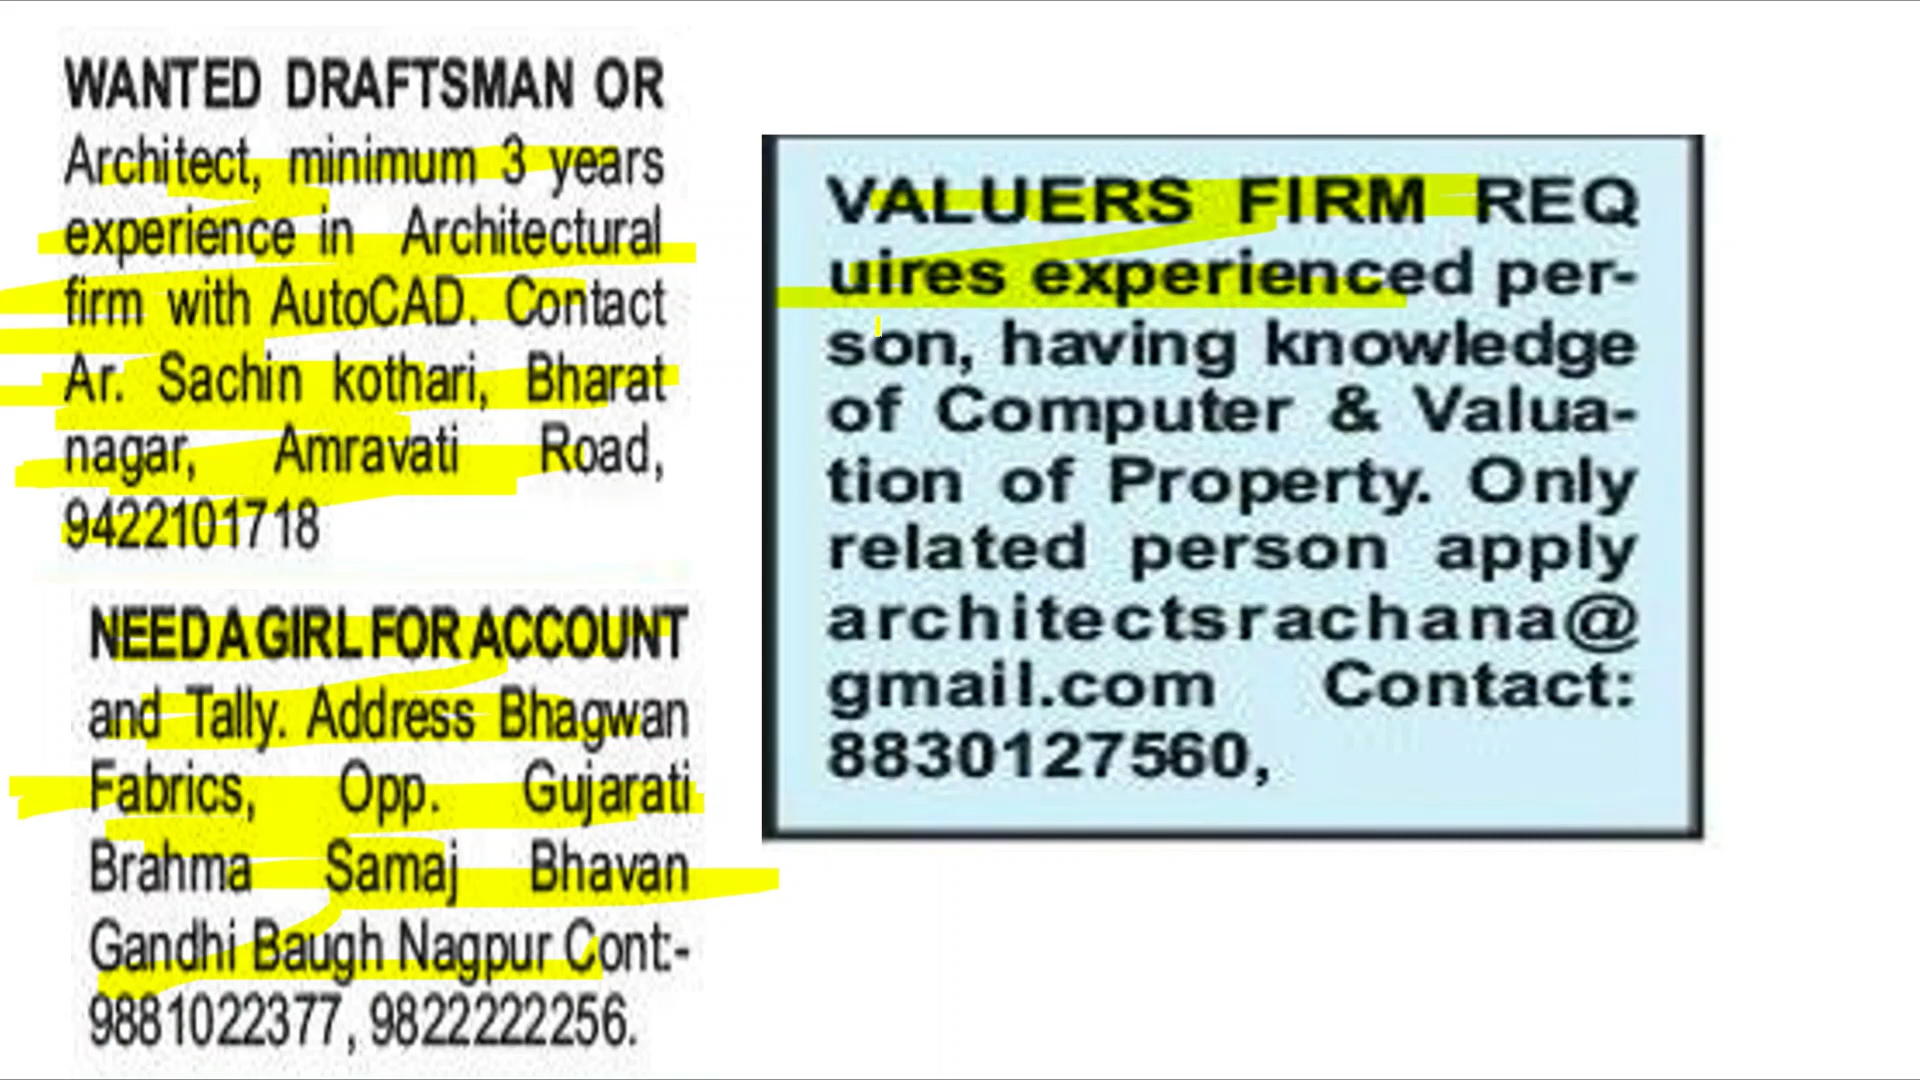 WANTED DRAFTSMAN OR
Architect, minimum 3 years
experience in Architectural
firm with AutoCAD. Contact
Ar. Sachin kothari, Bharat
nagar, Amravati Road,
9422101718
NEED A GIRL FOR ACCOUNT
and Tally. Address Bhagwan
Fabrics, Opp. Gujarati
Brahma Samaj Bhavan
Gandhi Baugh Nagpur Cont:-
9881022377, 9822222256.
VALUERS FIRM REQ
uires experienced per-
son, having knowledge
of Computer & Valua-
tion of Property. Only
related person apply
architectsrachana@
gmail.com Contact:
8830127560,